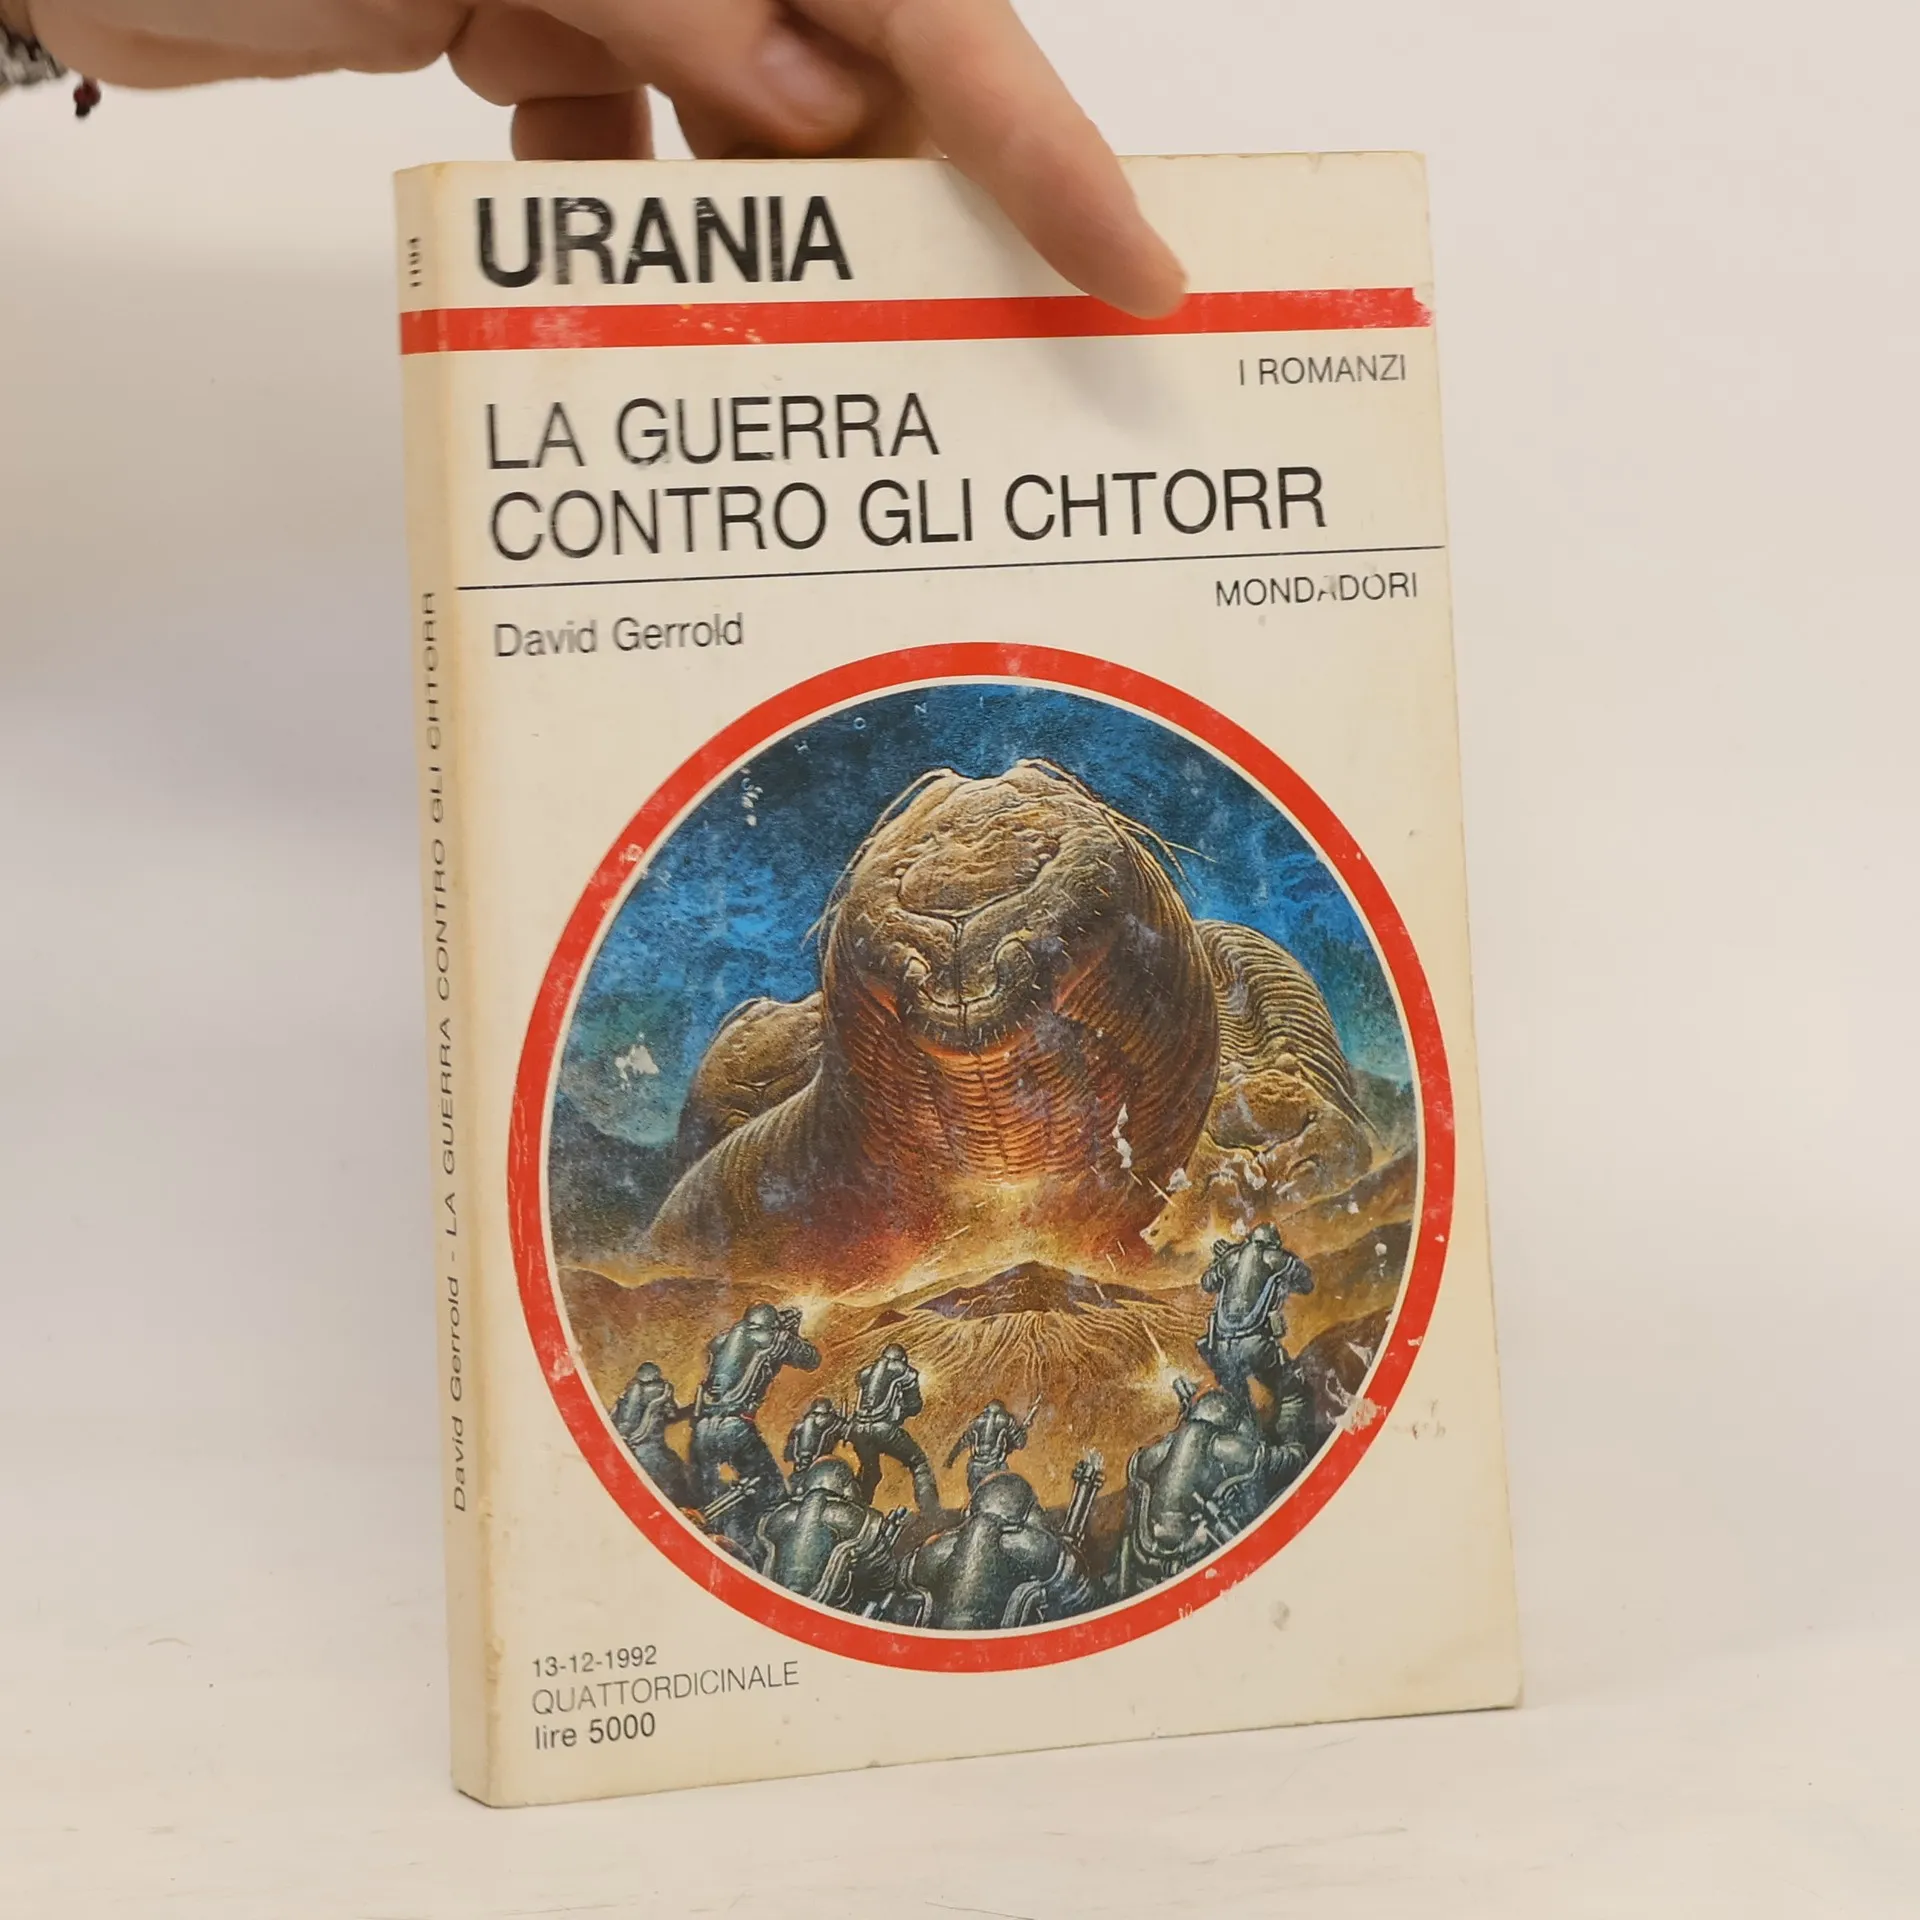 URANIA
I ROMANZI
LA GUERRA
CONTRO GLI CHTORR
MONDADORI
David Gerrold
13-12-1992
QUATTORDICINALE
lire 5000
David Gerrold - LA GUERRA CONTRO GLI CHTORR